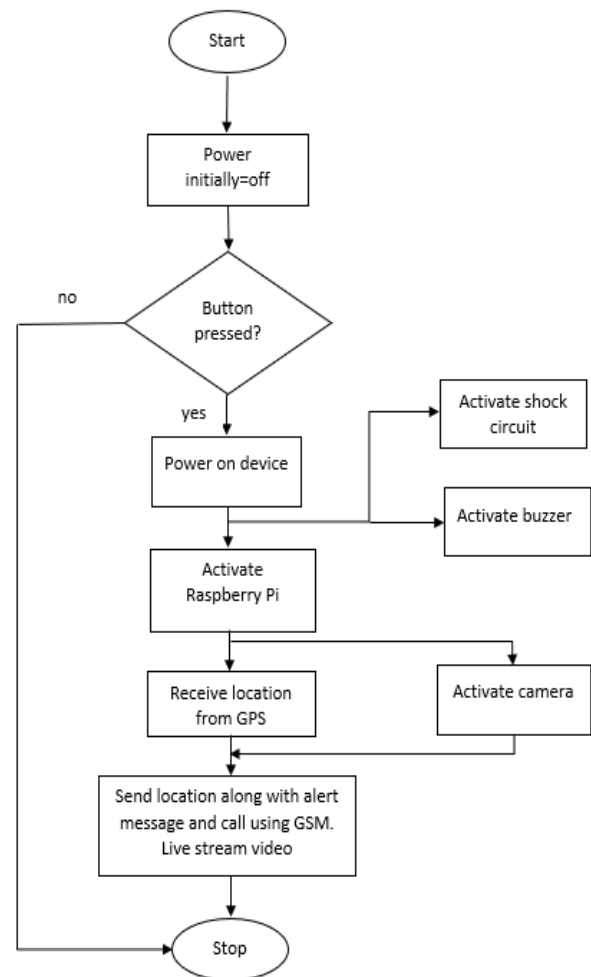 Start
Power
initially=off
no
Button
pressed?
yes
Activate shock
circuit
Power on device
Activate buzzer
Activate
Raspberry Pi
Receive location
from GPS
Activate camera
Send location along with alert
message and call using GSM.
Live stream video
Stop